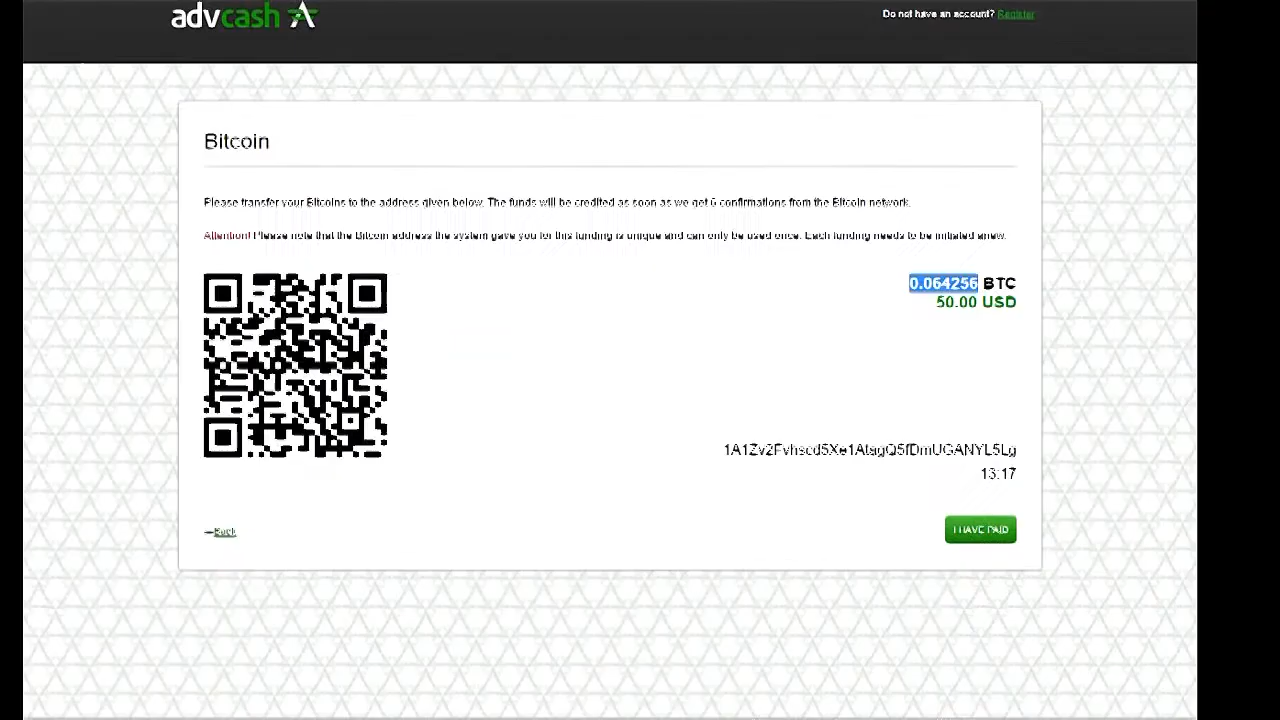 advcash
Do not have an account? Register
Bitcoin
Please transfer your Bitcoins to the address given below. The funds will be credited as soon as we get 6 confirmations from the Bitcoin network.
Attention! Please note that the Bitcoin address the system gave you for this funding is unique and can only be used once. Each funding needs to be initiated anew.
0.064256 BTC
50.00 USD
13:17
Back
I HAVE PAID